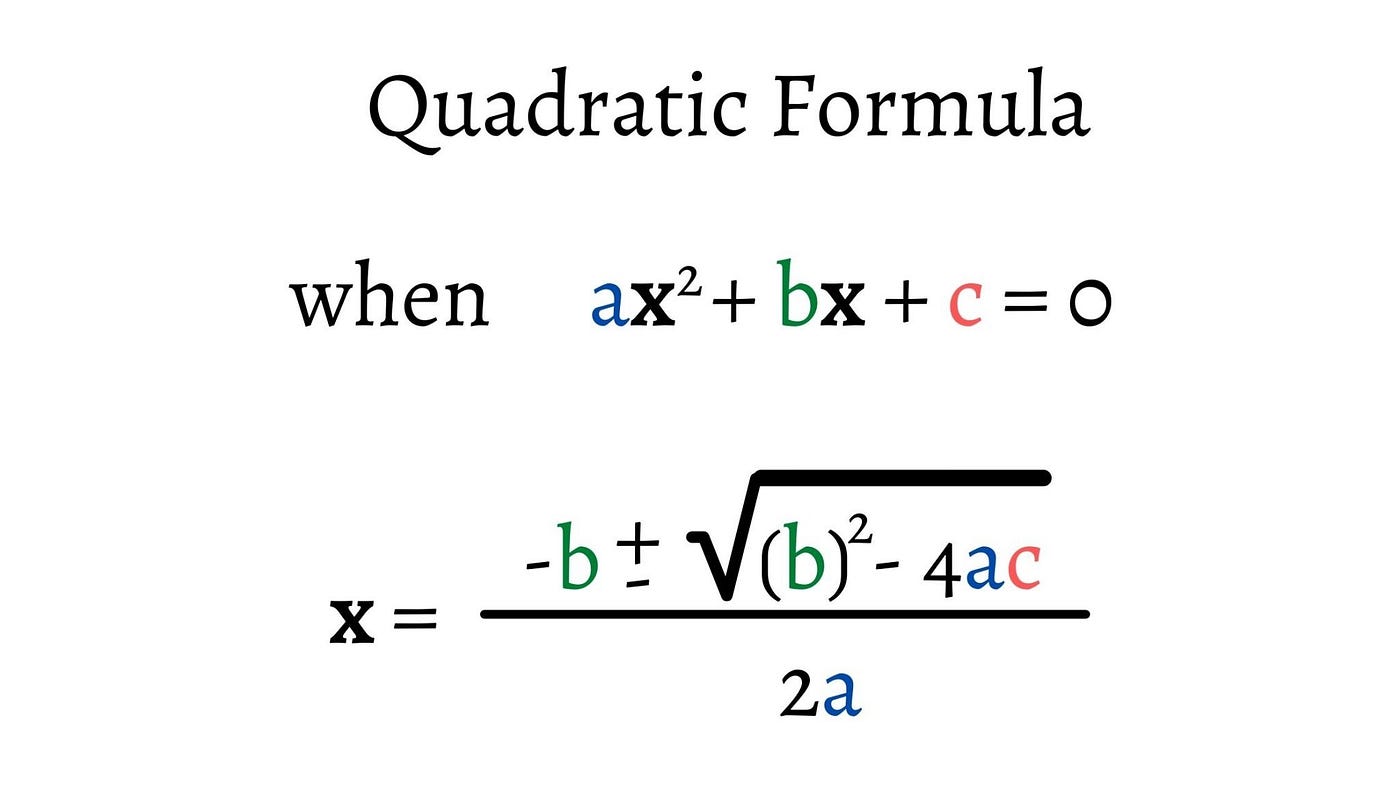 Quadratic Formula
when ax²+ bx + c = 0
x = -b ± √(b)²- 4ac
2a